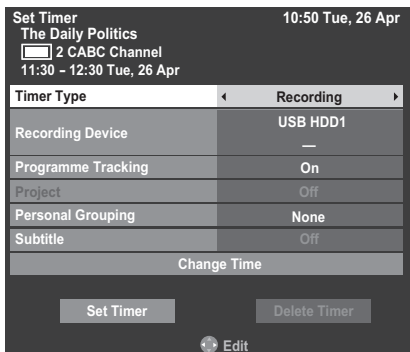 Set Timer 10:50 Tue, 26 Apr
The Daily Politics
2 CABC Channel
11:30 – 12:30 Tue, 26 Apr
Timer Type Recording
Recording Device USB HDD1
—
Programme Tracking On
Project Off
Personal Grouping None
Subtitle Off
Change Time
Set Timer Delete Timer
Edit